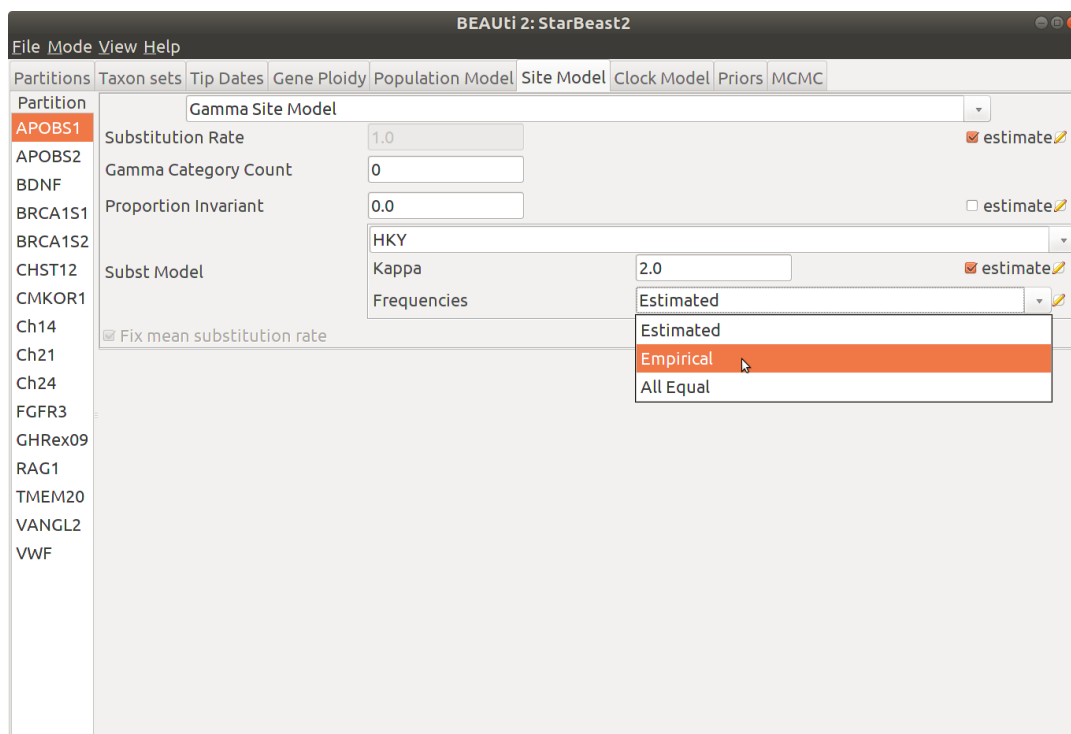 BEAUti 2: StarBeast2
File Mode View Help
Partitions Taxon sets Tip Dates Gene Ploidy Population Model Site Model Clock Model Priors MCMC
Partition
APOBS1
APOBS2
BDNF
BRCA1S1
BRCA1S2
CHST12
CMKOR1
Ch14
Ch21
Ch24
FGFR3
GHRex09
RAG1
TMEM20
VANGL2
VWF
Gamma Site Model
Substitution Rate 1.0 estimate
Gamma Category Count 0
Proportion Invariant 0.0 estimate
Subst Model
HKY
Kappa 2.0 estimate
Frequencies Estimated
Estimated
Empirical
All Equal
Fix mean substitution rate